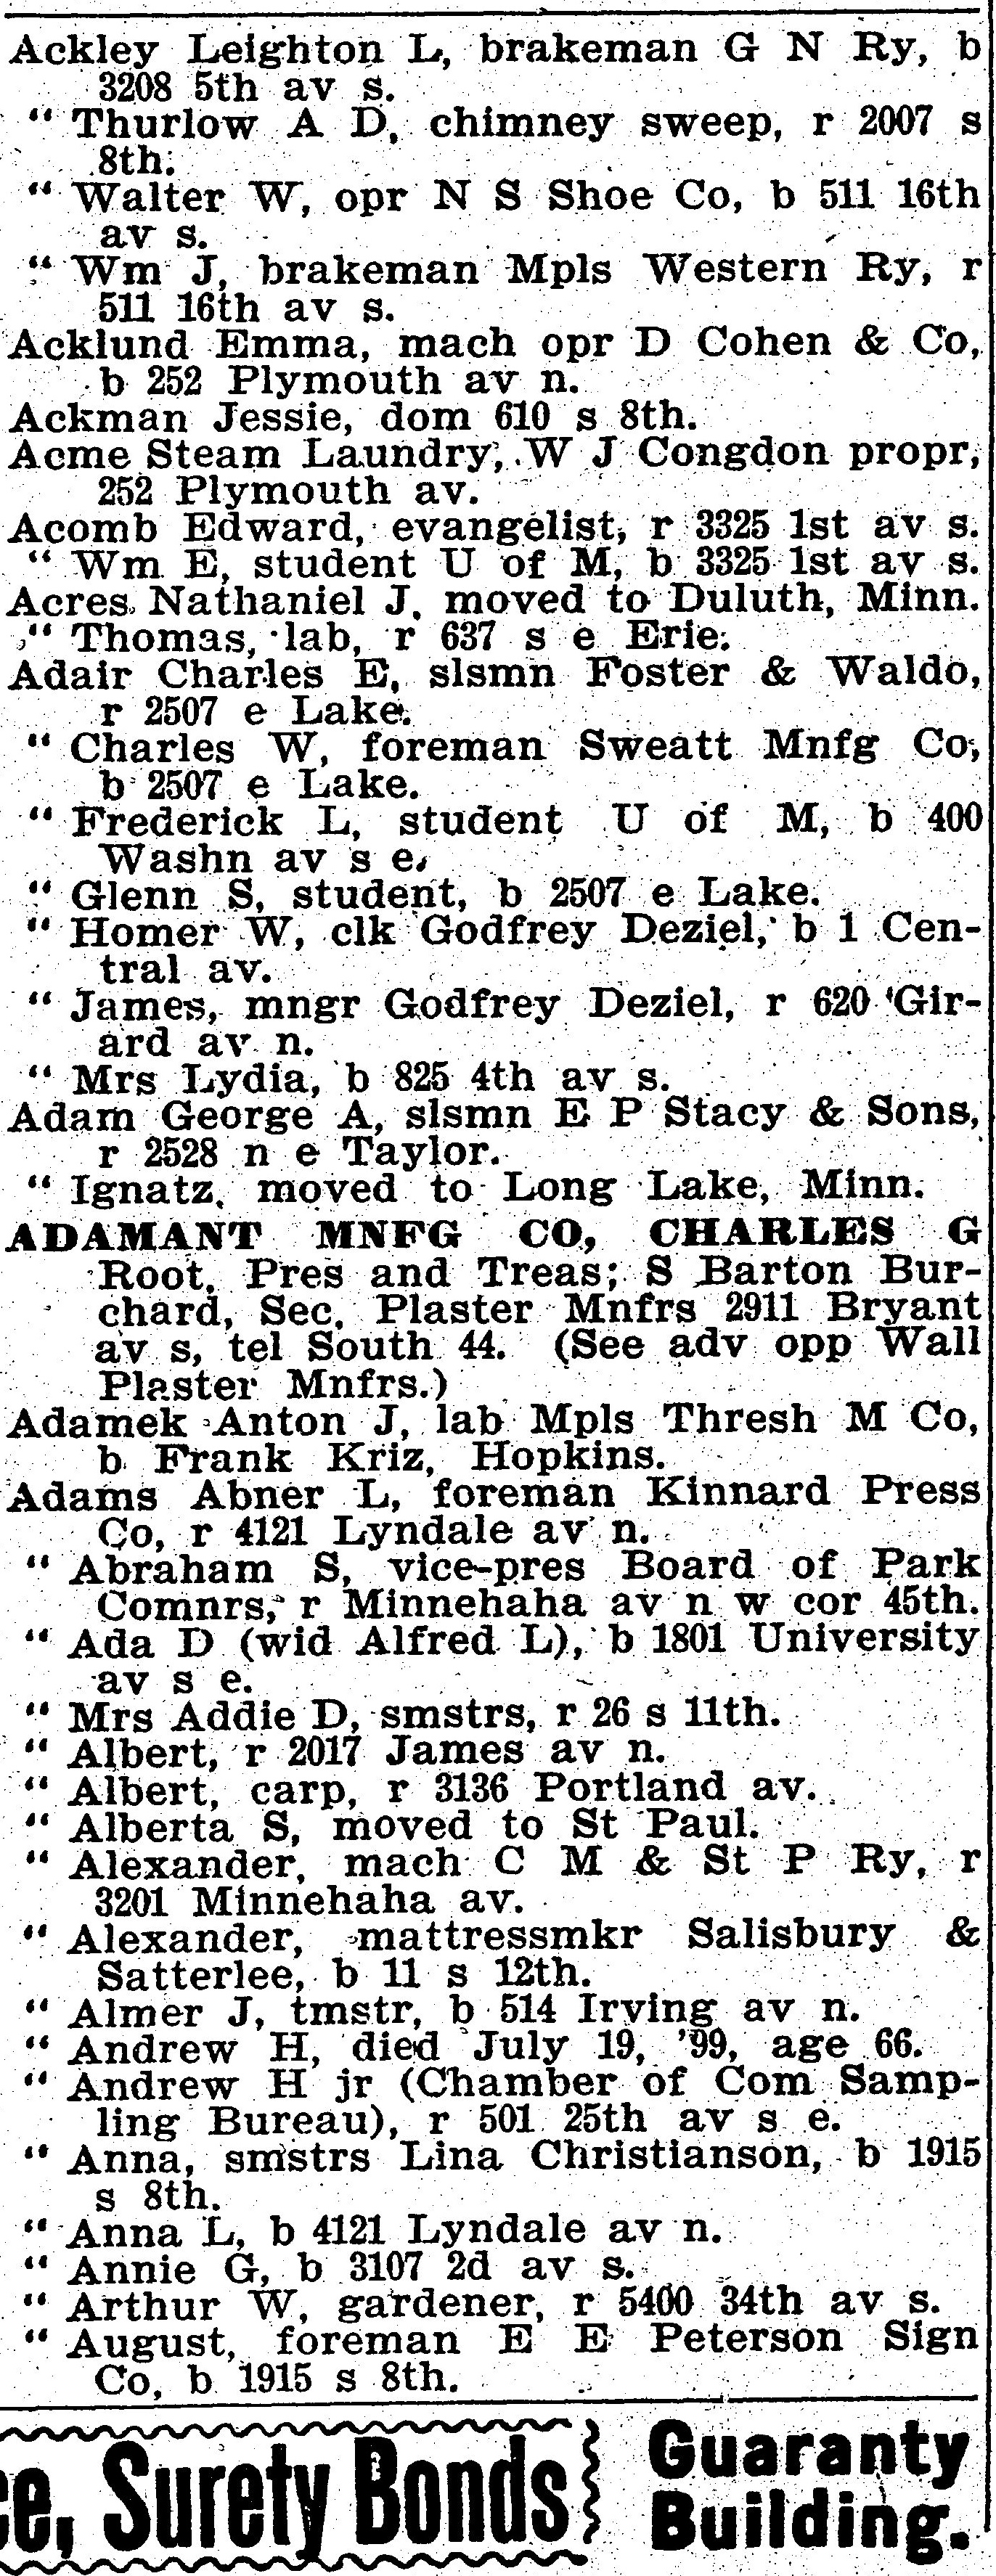 Ackley Leighton L, brakeman G N Ry, b
3208 5th av s.
“ Thurlow A D, chimney sweep, r 2007 s
8th.
“ Walter W, opr N S Shoe Co, b 511 16th
av s.
“ Wm J, brakeman Mpls Western Ry, r
511 16th av s.
Acklund Emma, mach opr D Cohen & Co,
b 252 Plymouth av n.
Ackman Jessie, dom 610 s 8th.
Acme Steam Laundry, W J Congdon propr,
252 Plymouth av.
Acomb Edward, evangelist, r 3325 1st av s.
“ Wm E, student U of M, b 3325 1st av s.
Acres Nathaniel J, moved to Duluth, Minn.
“ Thomas, lab, r 637 s e Erie.
Adair Charles E, slsmn Foster & Waldo,
r 2507 e Lake.
“ Charles W, foreman Sweatt Mnfg Co,
b 2507 e Lake.
“ Frederick L, student U of M, b 400
Washn av s e.
“ Glenn S, student, b 2507 e Lake.
“ Homer W, clk Godfrey Deziel, b 1 Cen-
tral av.
“ James, mngr Godfrey Deziel, r 620 Gir-
ard av n.
“ Mrs Lydia, b 825 4th av s.
Adam George A, slsmn E P Stacy & Sons,
r 2528 n e Taylor.
“ Ignatz, moved to Long Lake, Minn.
ADAMANT MNFG CO, CHARLES G
Root, Pres and Treas; S Barton Bur-
chard, Sec, Plaster Mnfrs 2911 Bryant
av s, tel South 44. (See adv opp Wall
Plaster Mnfrs.)
Adamek Anton J, lab Mpls Thresh M Co,
b Frank Kriz, Hopkins.
Adams Abner L, foreman Kinnard Press
Co, r 4121 Lyndale av n.
“ Abraham S, vice-pres Board of Park
Comnrs, r Minnehaha av n w cor 45th.
“ Ada D (wid Alfred L), b 1801 University
av s e.
“ Mrs Addie D, smstrs, r 26 s 11th.
“ Albert, r 2017 James av n.
“ Albert, carp, r 3136 Portland av.
“ Alberta S, moved to St Paul.
“ Alexander, mach C M & St P Ry, r
3201 Minnehaha av.
“ Alexander, mattressmkr Salisbury &
Satterlee, b 11 s 12th.
“ Almer J, tmstr, b 514 Irving av n.
“ Andrew H, died July 19, '99, age 66.
“ Andrew H jr (Chamber of Com Samp-
ling Bureau), r 501 25th av s e.
“ Anna, smstrs Lina Christianson, b 1915
s 8th.
“ Anna L, b 4121 Lyndale av n.
“ Annie G, b 3107 2d av s.
“ Arthur W, gardener, r 5400 34th av s.
“ August, foreman E E Peterson Sign
Co, b 1915 s 8th.
Surety Bonds
Guaranty
Building.